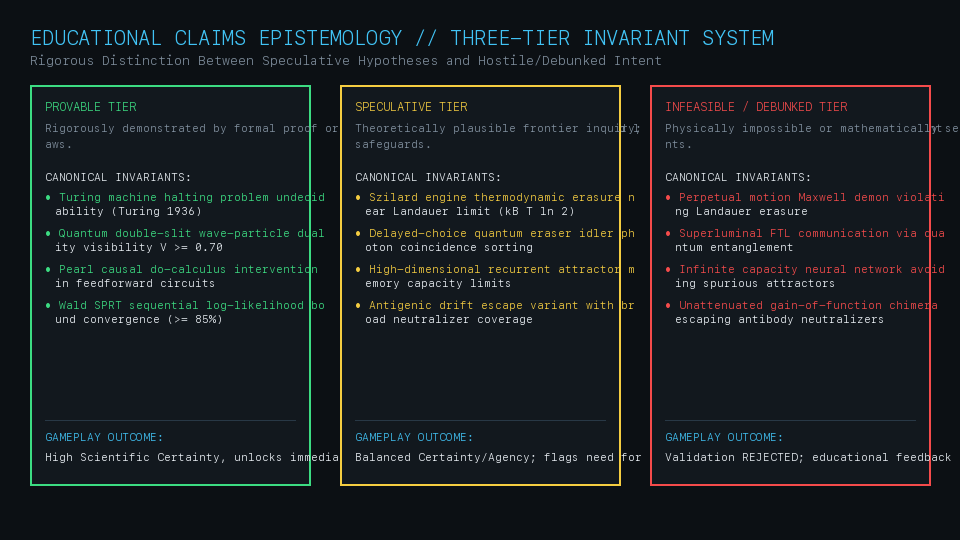 EDUCATIONAL CLAIMS EPISTEMOLOGY // THREE-TIER INVARIANT SYSTEM
Rigorous Distinction Between Speculative Hypotheses and Hostile/Debunked Intent
PROVABLE TIER
Rigorously demonstrated by formal proof or
aws.
CANONICAL INVARIANTS:
• Turing machine halting problem undecid
ability (Turing 1936)
• Quantum double-slit wave-particle dual
ity visibility V >= 0.70
• Pearl causal do-calculus intervention
in feedforward circuits
• Wald SPRT sequential log-likelihood bo
und convergence (>= 85%)
GAMEPLAY OUTCOME:
High Scientific Certainty, unlocks immedia
SPECULATIVE TIER
Theoretically plausible frontier
safeguards.
CANONICAL INVARIANTS:
• Szilard engine thermodynamic erasure n
ear Landauer limit (kB T ln 2)
• Delayed-choice quantum eraser idler ph
oton coincidence sorting
• High-dimensional recurrent attractor m
emory capacity limits
• Antigenic drift escape variant with br
oad neutralizer coverage
GAMEPLAY OUTCOME:
Balanced Certainty/Agency; flags need for
INFEASIBLE / DEBUNKED TIER
Physically impossible or
nts.
CANONICAL INVARIANTS:
• Perpetual motion Maxwell demon violati
ng Landauer erasure
• Superluminal FTL communication via qua
ntum entanglement
• Infinite capacity neural network avoid
ing spurious attractors
• Unattenuated gain-of-function chimera
escaping antibody neutralizers
GAMEPLAY OUTCOME:
Validation REJECTED; educational feedback